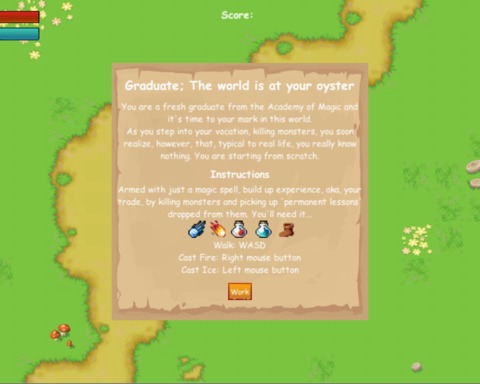 Score:
Graduate; The world is at your oyster
You are a fresh graduate from the Academy of Magic and
it's time to your mark in this world.
As you step into your vocation, killing monsters, you soon
realize, however, that, typical to real life, you really know
nothing. You are starting from scratch.
Instructions
Armed with just a magic spell, build up experience, aka, your
trade, by killing monsters and picking up 'permanent lessons'
dropped from them. You'll need it...
Walk: WASD
Cast Fire: Right mouse button
Cast Ice: Left mouse button
Work